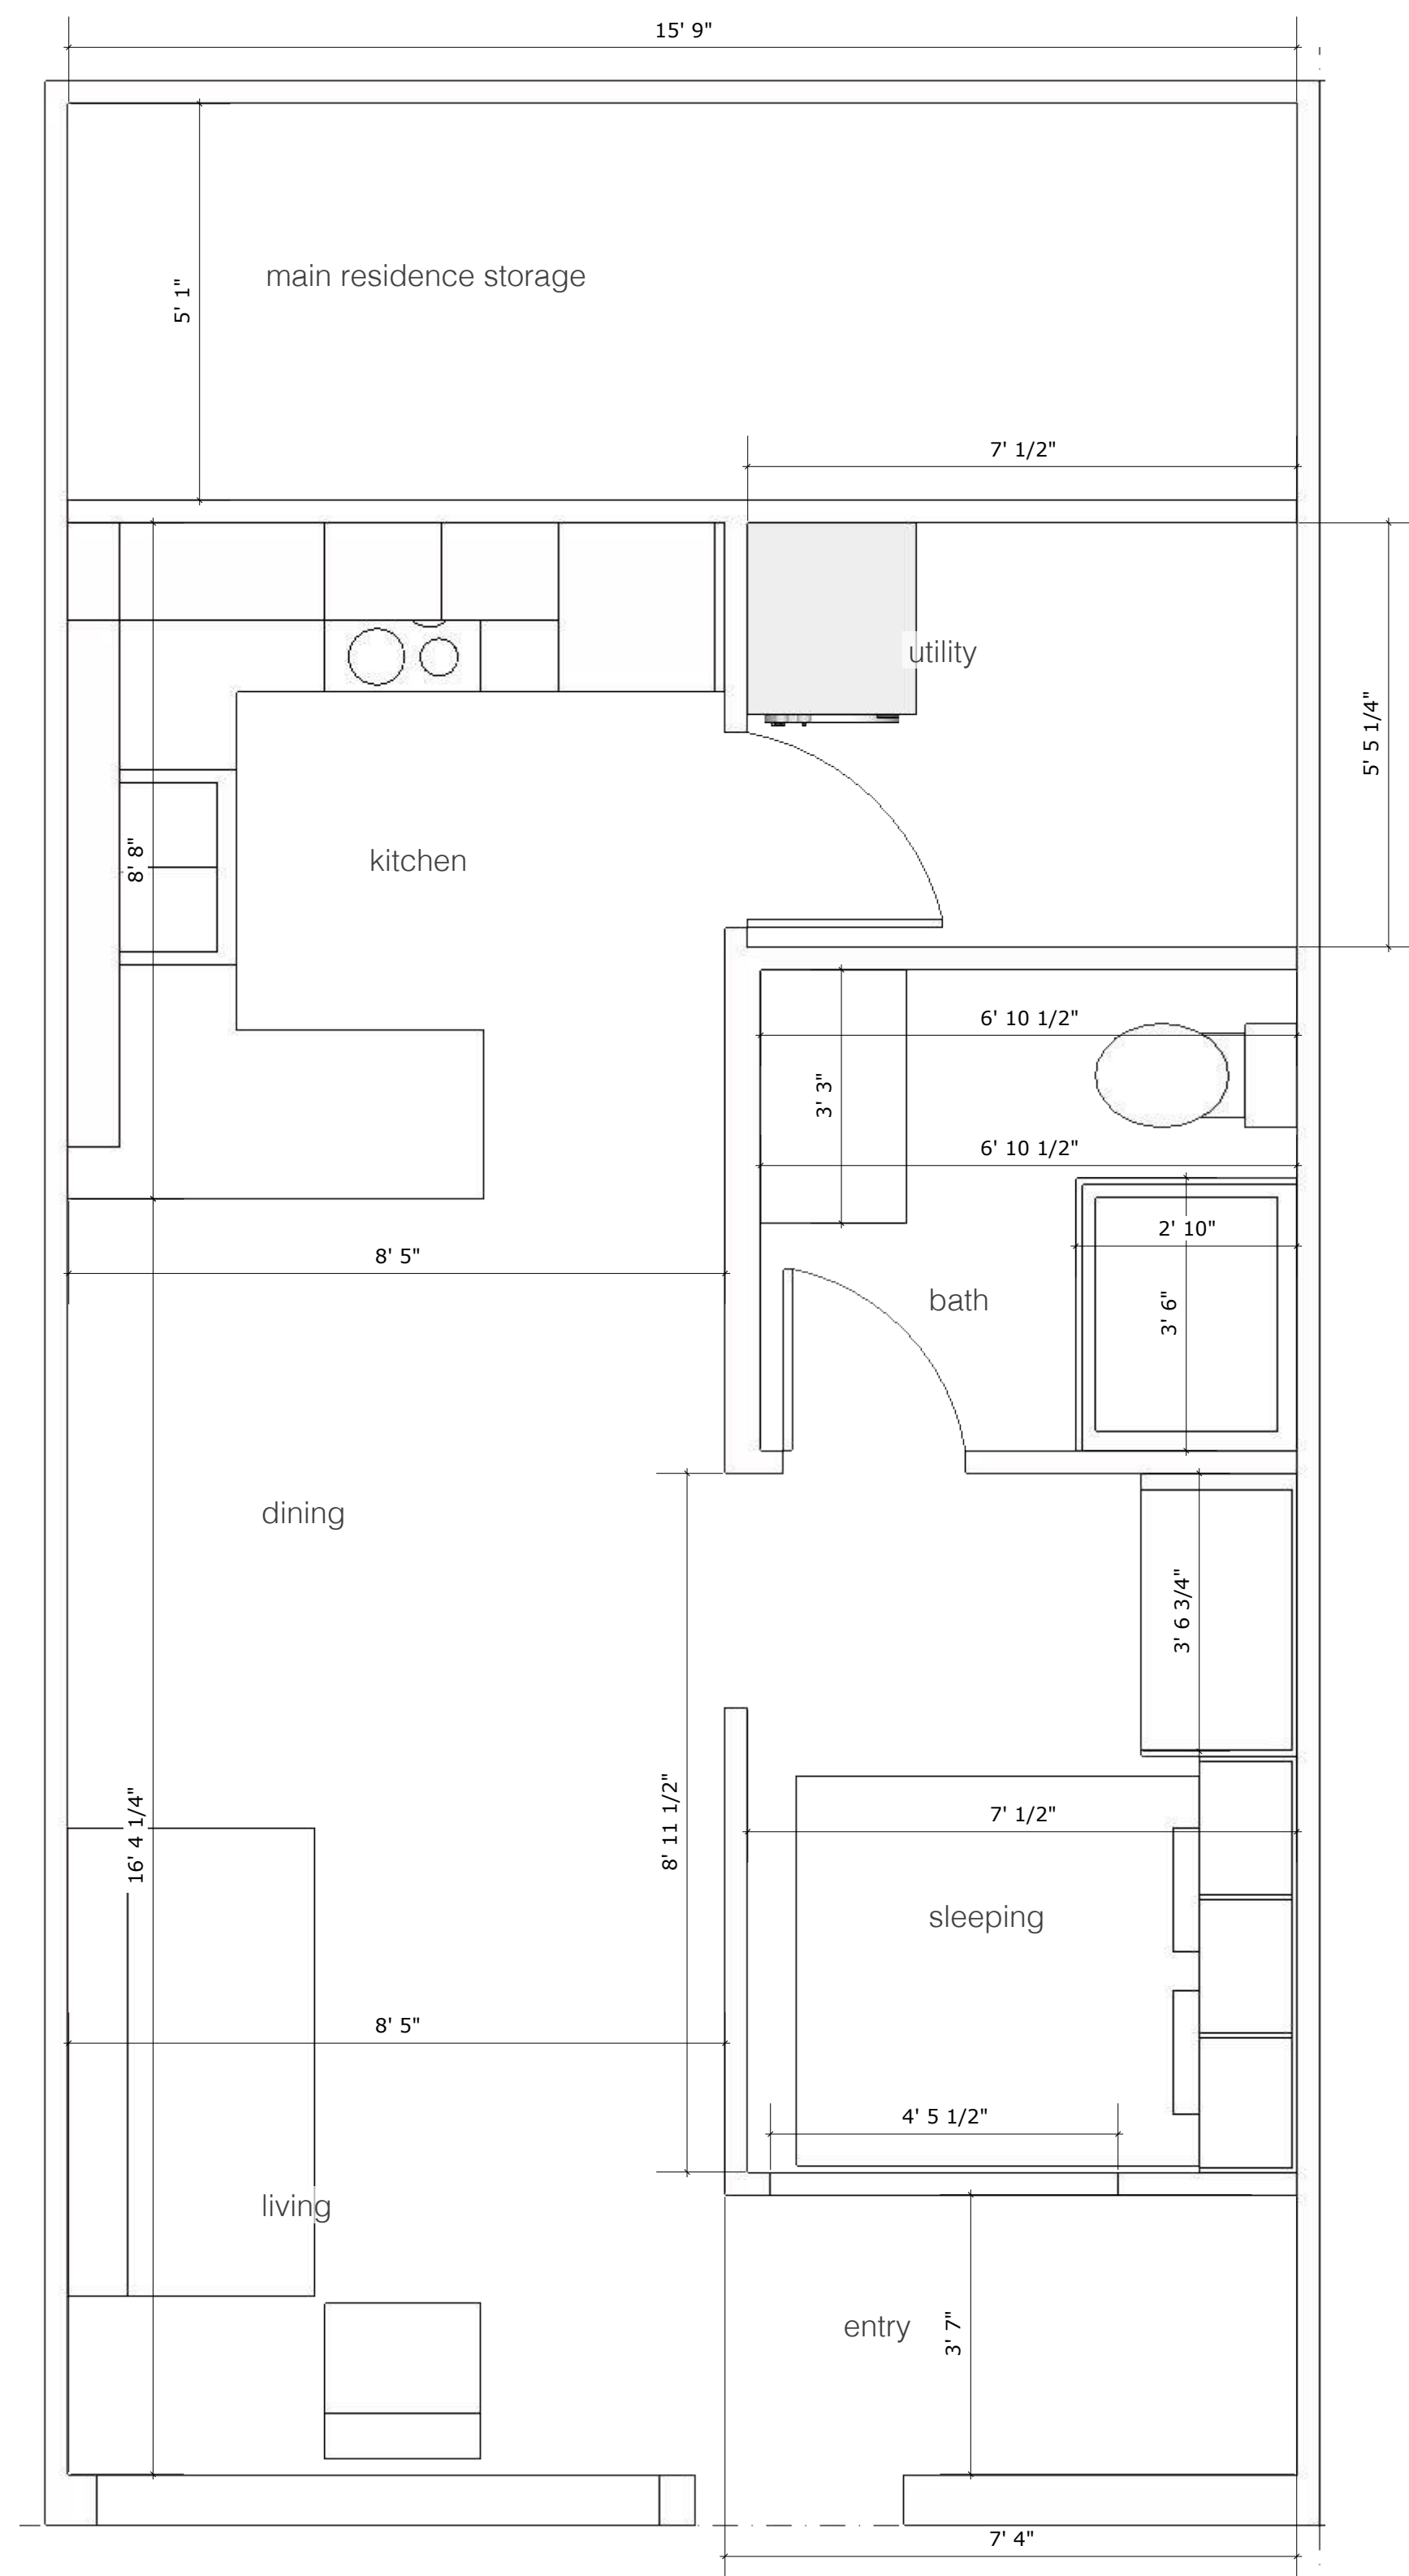 15' 9"
main residence storage
5' 1"
7' 1/2"
utility
5' 5 1/4"
kitchen
8' 8"
6' 10 1/2"
3' 3"
6' 10 1/2"
2' 10"
8' 5"
bath
3' 6"
dining
3' 6 3/4"
16' 4 1/4"
8' 11 1/2"
7' 1/2"
sleeping
8' 5"
4' 5 1/2"
living
entry
3' 7"
7' 4"